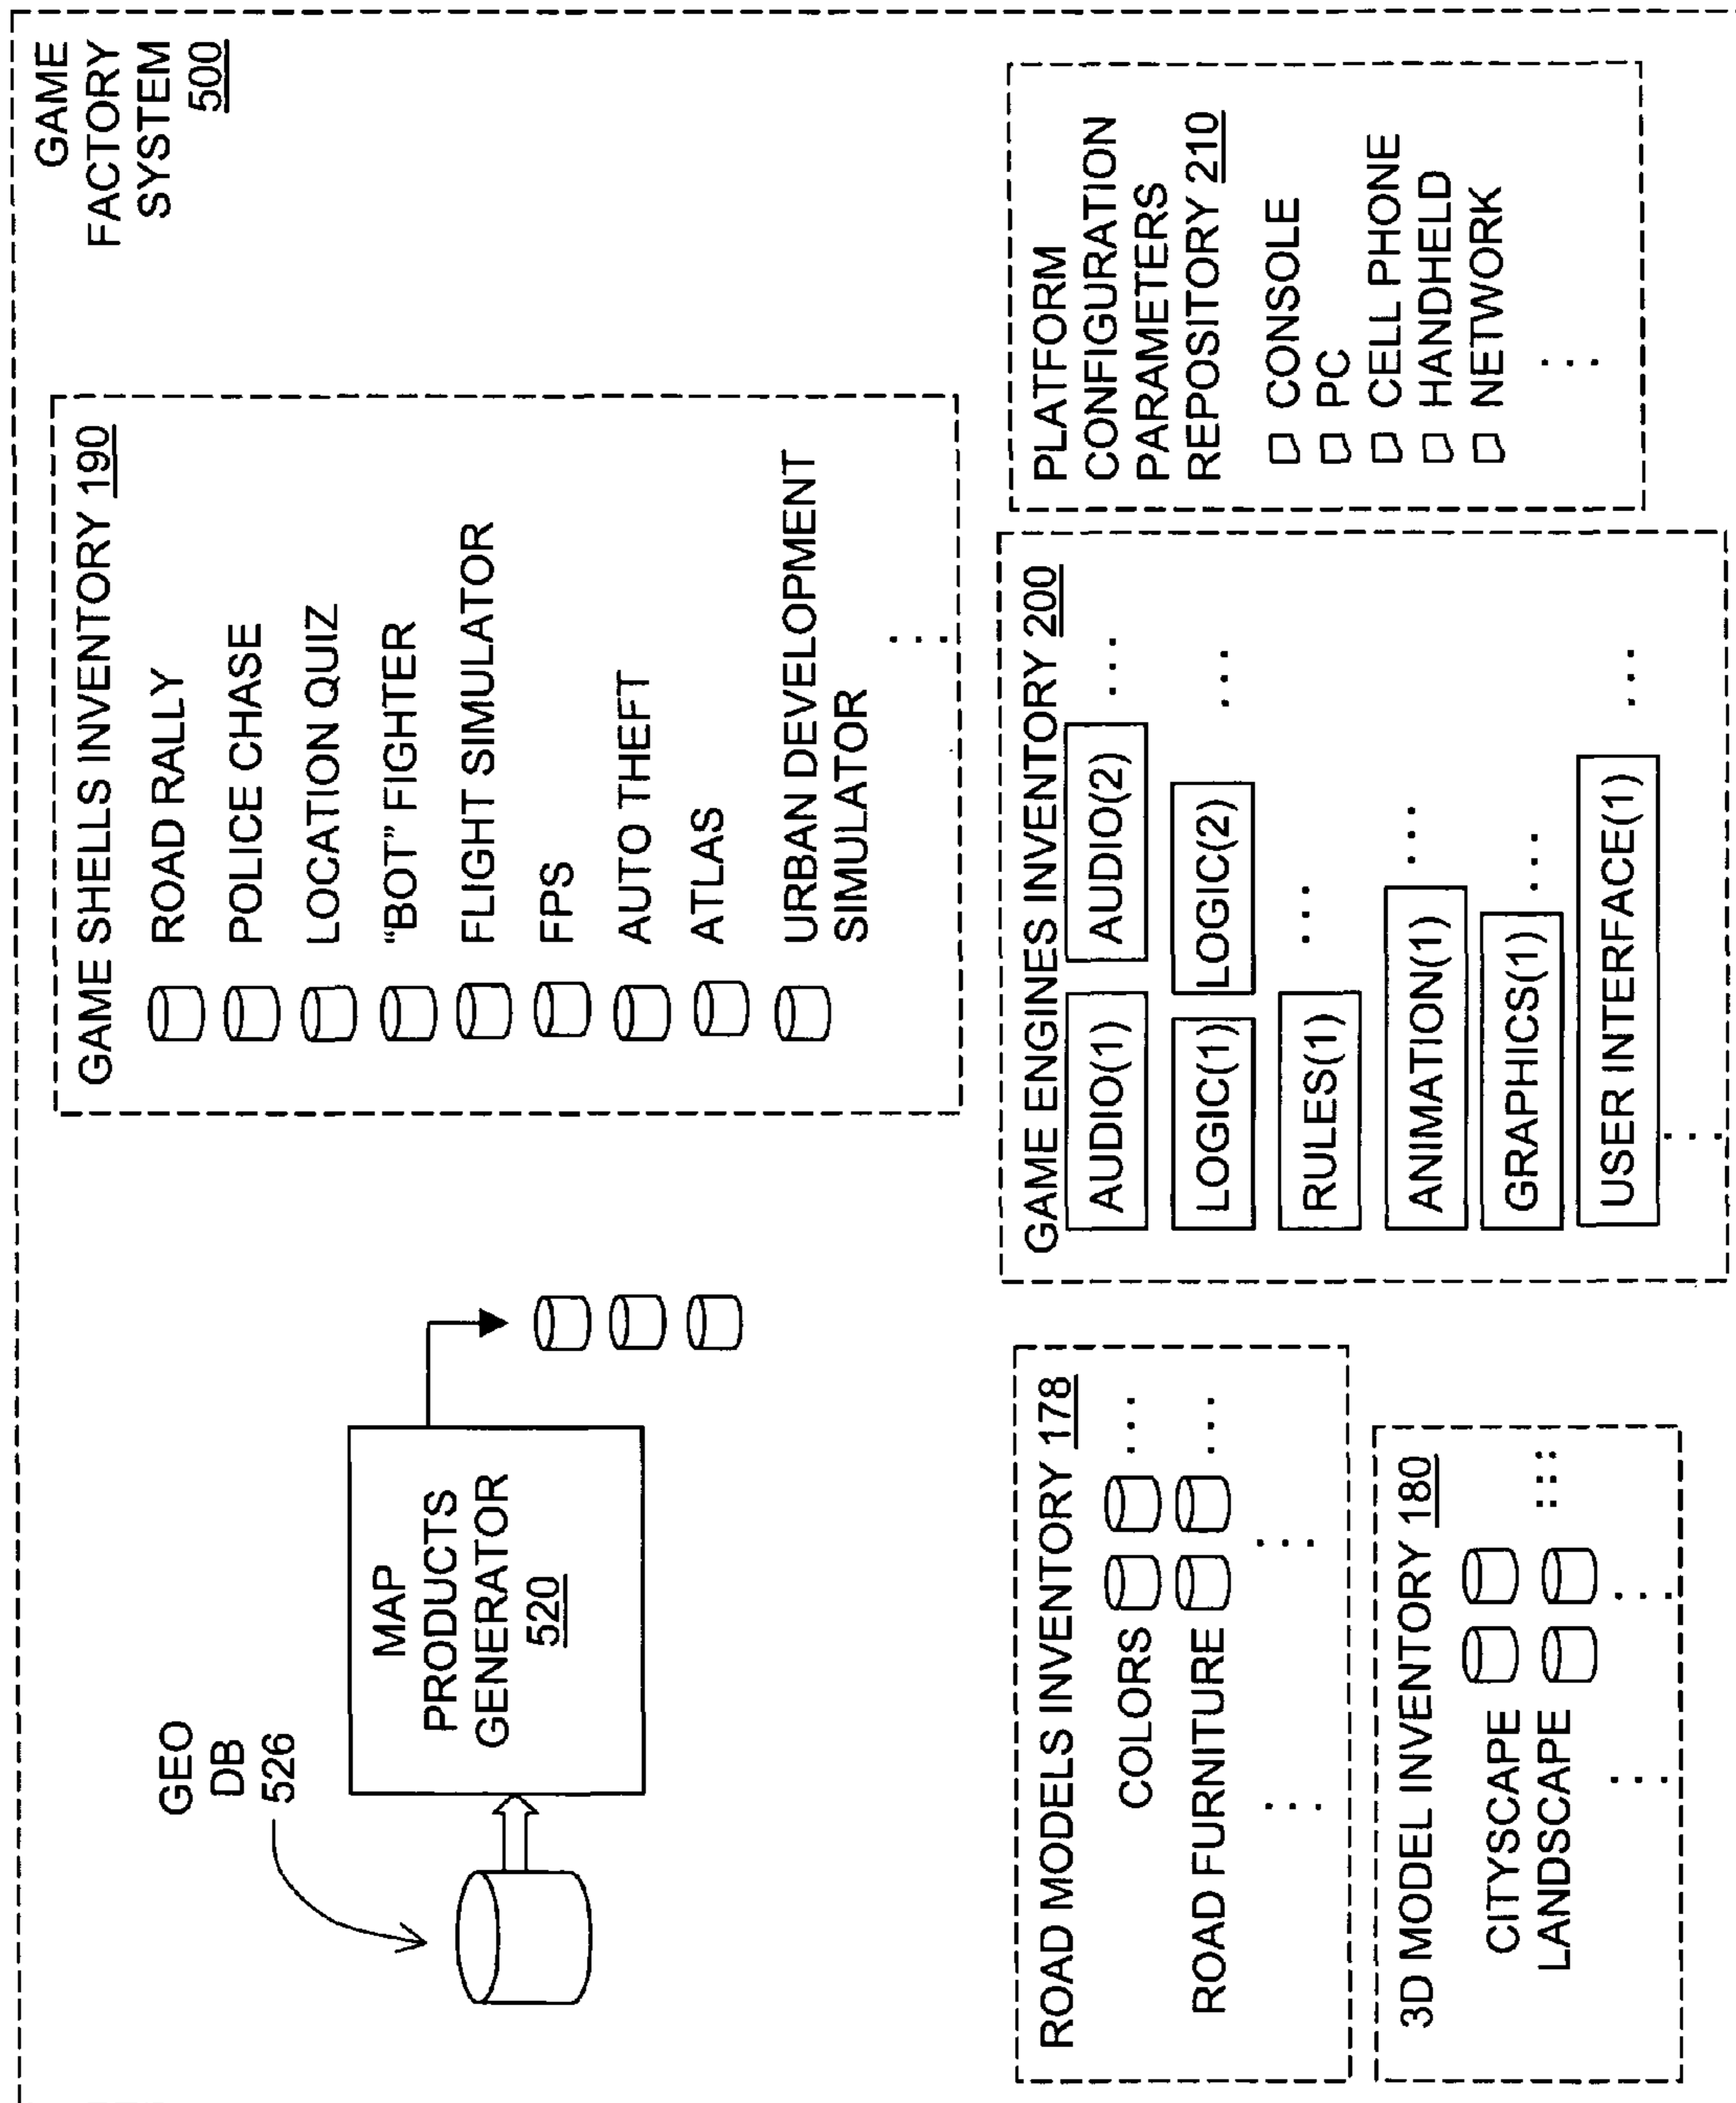 GAME
FACTORY
SYSTEM
500
GEO
DB
526
MAP
PRODUCTS
GENERATOR
520
GAME SHELLS INVENTORY 190
ROAD RALLY
POLICE CHASE
LOCATION QUIZ
"BOT" FIGHTER
FLIGHT SIMULATOR
FPS
AUTO THEFT
ATLAS
URBAN DEVELOPMENT
SIMULATOR
...
ROAD MODELS INVENTORY 178
COLORS ...
ROAD FURNITURE ...
... ...
3D MODEL INVENTORY 180
CITYSCAPE ...
LANDSCAPE ...
... ...
GAME ENGINES INVENTORY 200
AUDIO(1) AUDIO(2) ...
LOGIC(1) LOGIC(2) ...
RULES(1) ...
ANIMATION(1) ...
GRAPHICS(1) ...
USER INTERFACE(1) ...
...
PLATFORM
CONFIGURATION
PARAMETERS
REPOSITORY 210
CONSOLE
PC
CELL PHONE
HANDHELD
NETWORK
...